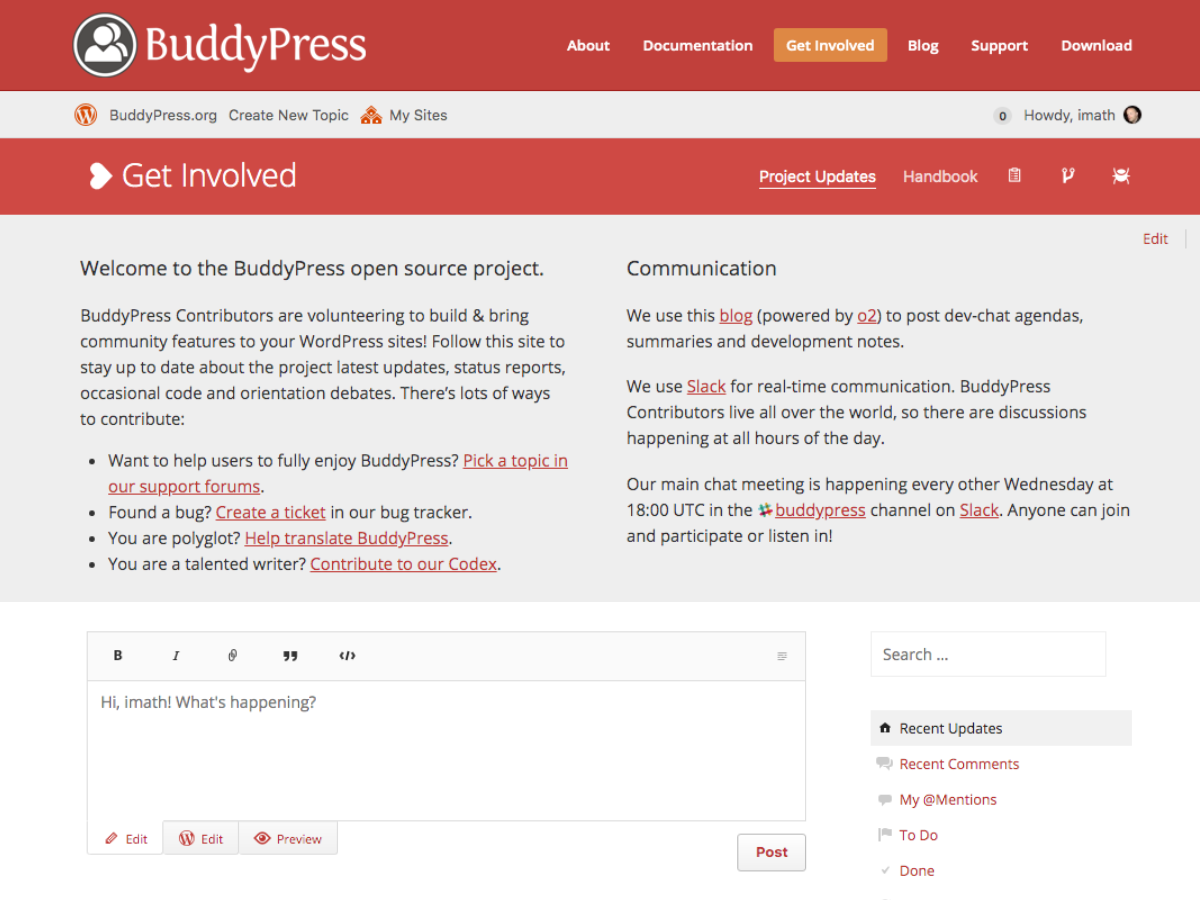 BuddyPress
About Documentation Get Involved Blog Support Download
BuddyPress.org Create New Topic My Sites
0 Howdy, imath
Get Involved
Project Updates Handbook
Edit
Welcome to the BuddyPress open source project.
BuddyPress Contributors are volunteering to build & bring
community features to your WordPress sites! Follow this site to
stay up to date about the project latest updates, status reports,
occasional code and orientation debates. There’s lots of ways
to contribute:
Want to help users to fully enjoy BuddyPress? Pick a topic in
our support forums.
Found a bug? Create a ticket in our bug tracker.
You are polyglot? Help translate BuddyPress.
You are a talented writer? Contribute to our Codex.
Communication
We use this blog (powered by o2) to post dev-chat agendas,
summaries and development notes.
We use Slack for real-time communication. BuddyPress
Contributors live all over the world, so there are discussions
happening at all hours of the day.
Our main chat meeting is happening every other Wednesday at
18:00 UTC in the buddypress channel on Slack. Anyone can join
and participate or listen in!
B I
Hi, imath! What's happening?
Edit Edit Preview
Post
Search ...
Recent Updates
Recent Comments
My @Mentions
To Do
Done